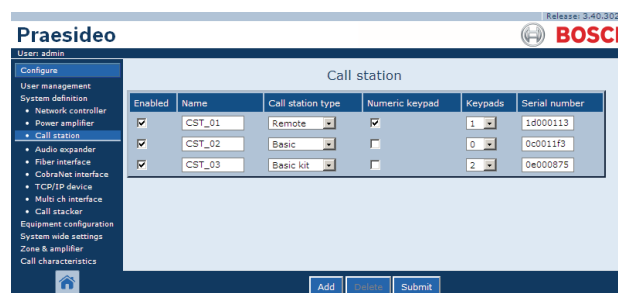 Release: 3.40.302
Praesideo
BOSCH
User: admin
Configure
User management
System definition
• Network controller
• Power amplifier
• Call station
• Audio expander
• Fiber interface
• CobraNet interface
• TCP/IP device
• Multi ch interface
• Call stacker
Equipment configuration
System wide settings
Zone & amplifier
Call characteristics
Call station
Enabled Name Call station type Numeric keypad Keypads Serial number
CST_01 Remote 1 1d000113
CST_02 Basic 0 0c0011f3
CST_03 Basic kit 2 0e000875
Add Delete Submit